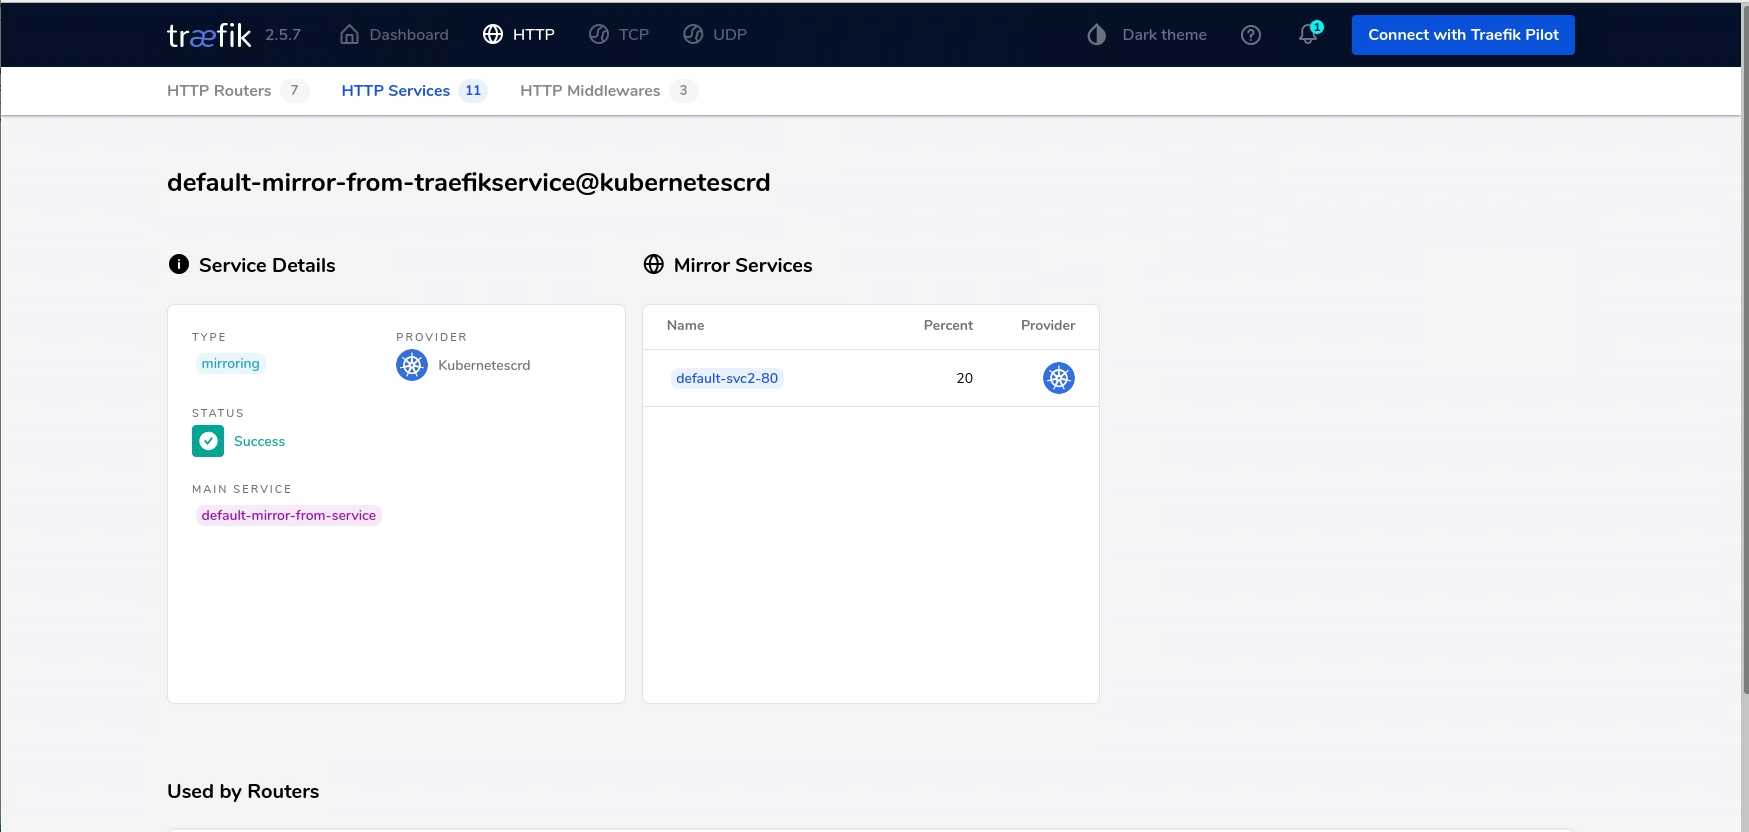 træfik 2.5.7 Dashboard HTTP TCP UDP Dark theme 1 Connect with Traefik Pilot
HTTP Routers 7 HTTP Services 11 HTTP Middlewares 3
default-mirror-from-traefikservice@kubernetescrd
Service Details
TYPE PROVIDER
mirroring Kubernetescrd
STATUS
Success
MAIN SERVICE
default-mirror-from-service
Mirror Services
Name Percent Provider
default-svc2-80 20
Used by Routers